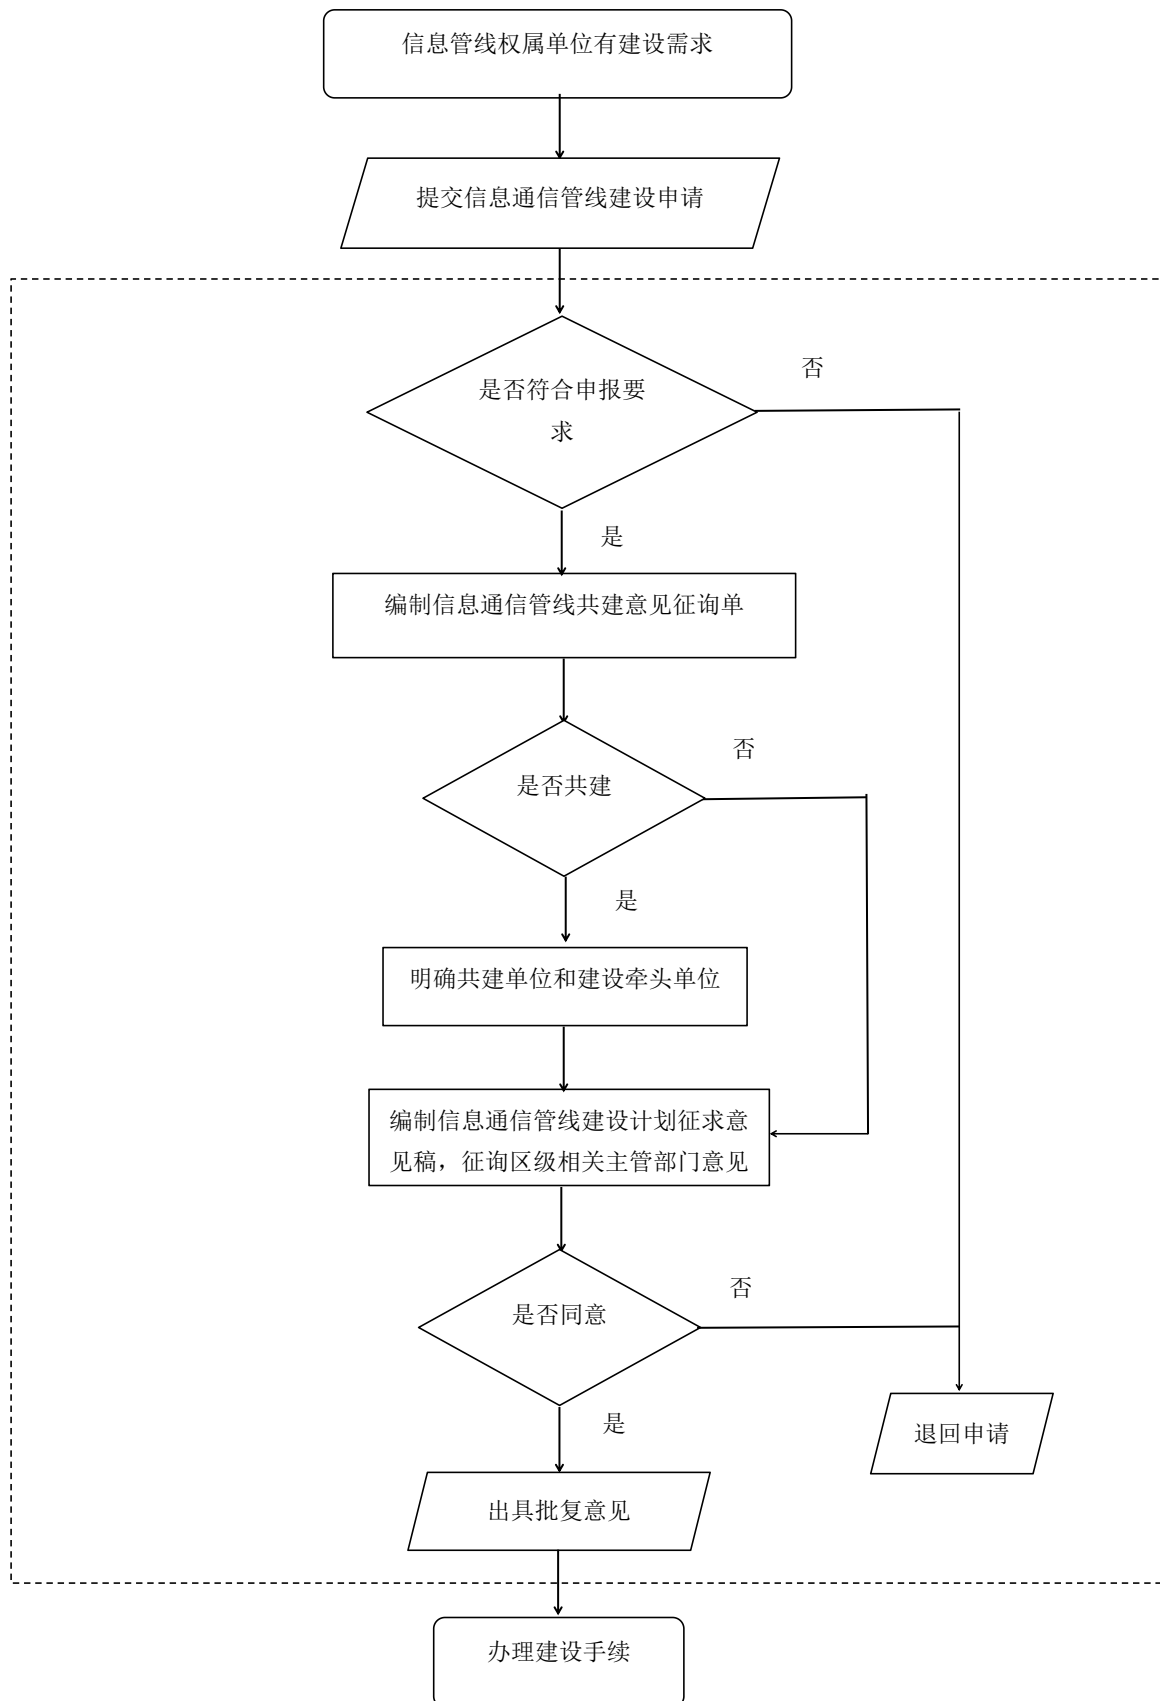 信息管线权属单位有建设需求
提交信息通信管线建设申请
否
是否符合申报要
求
是
编制信息通信管线共建意见征询单
否
是否共建
是
明确共建单位和建设牵头单位
编制信息通信管线建设计划征求意
见稿，征询区级相关主管部门意见
否
是否同意
是
退回申请
出具批复意见
办理建设手续